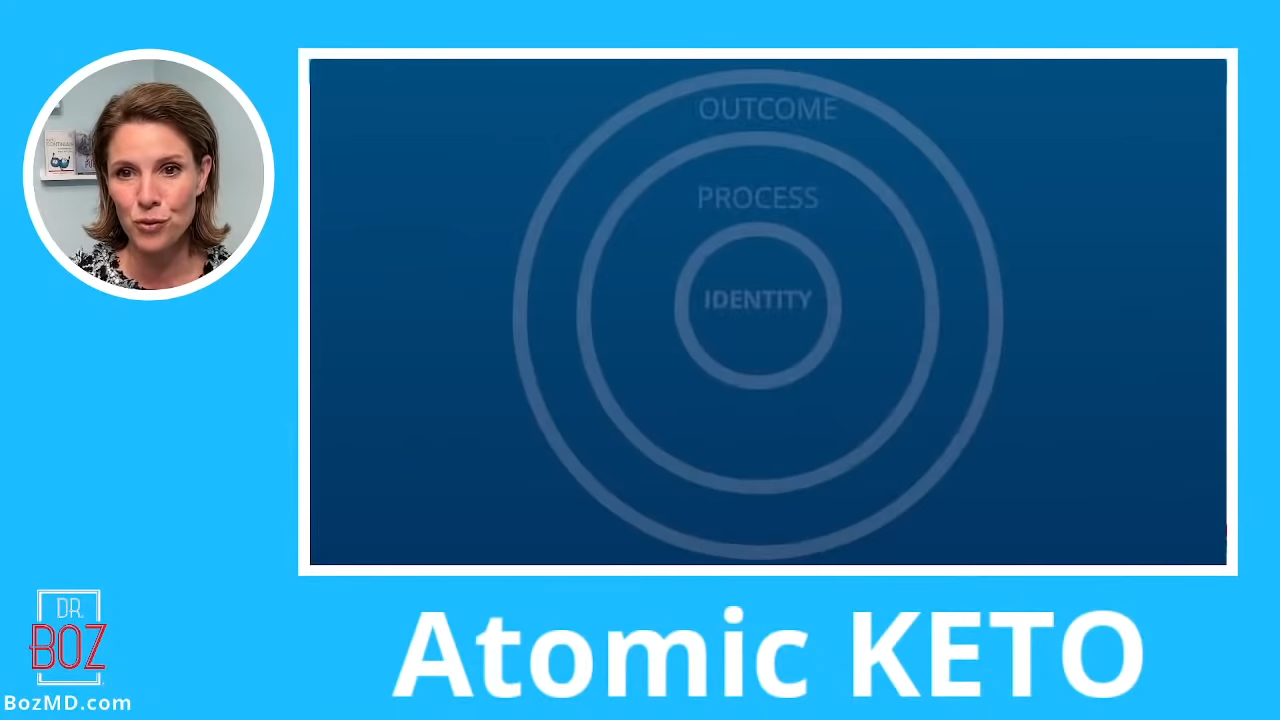 OUTCOME
PROCESS
IDENTITY
DR.
BOZ
BozMD.com
Atomic KETO